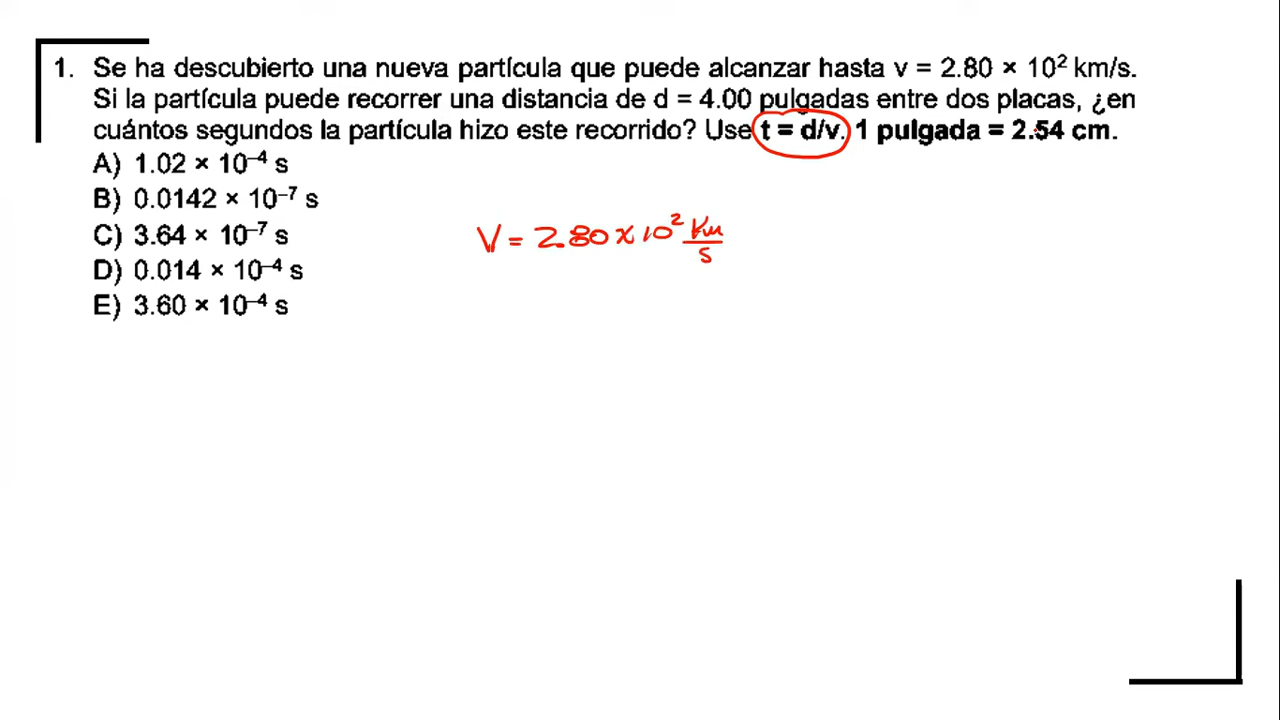 1. Se ha descubierto una nueva partícula que puede alcanzar hasta v = 2.80 × 10² km/s.
Si la partícula puede recorrer una distancia de d = 4.00 pulgadas entre dos placas, ¿en
cuántos segundos la partícula hizo este recorrido? Use t = d/v. 1 pulgada = 2.54 cm.
A) 1.02 × 10⁻⁴ s
B) 0.0142 × 10⁻⁷ s
C) 3.64 × 10⁻⁷ s
D) 0.014 × 10⁻⁴ s
E) 3.60 × 10⁻⁴ s
V = 2.80 × 10² Km/s